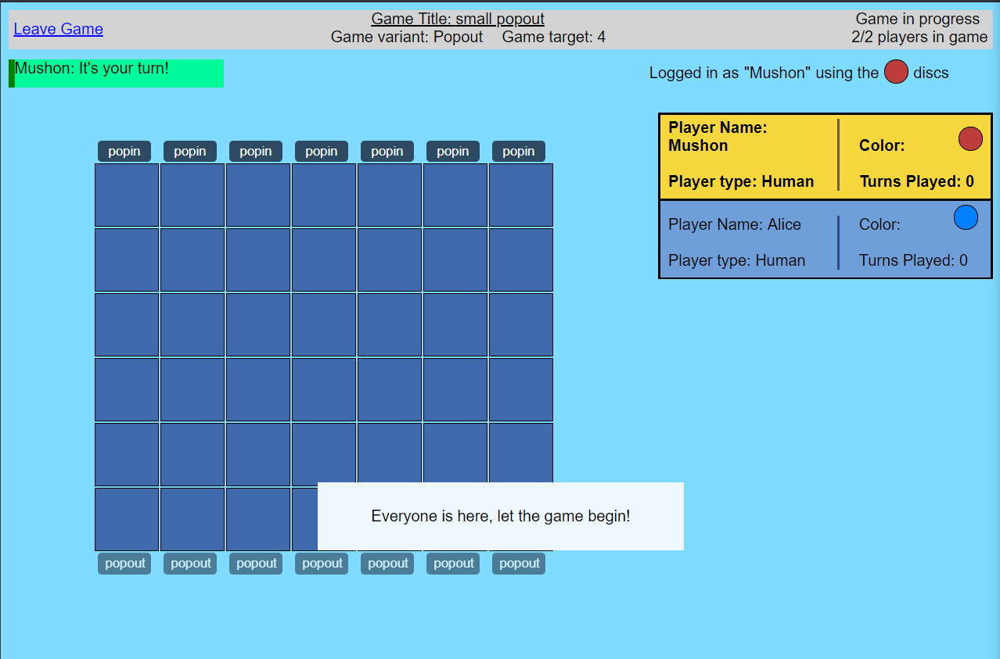 Leave Game
Game Title: small popout
Game variant: Popout Game target: 4
Game in progress
2/2 players in game
Mushon: It's your turn!
Logged in as "Mushon" using the discs
popin popin popin popin popin popin popin
Player Name:
Mushon
Color:
Player type: Human
Turns Played: 0
Player Name: Alice
Color:
Player type: Human
Turns Played: 0
Everyone is here, let the game begin!
popout popout popout popout popout popout popout